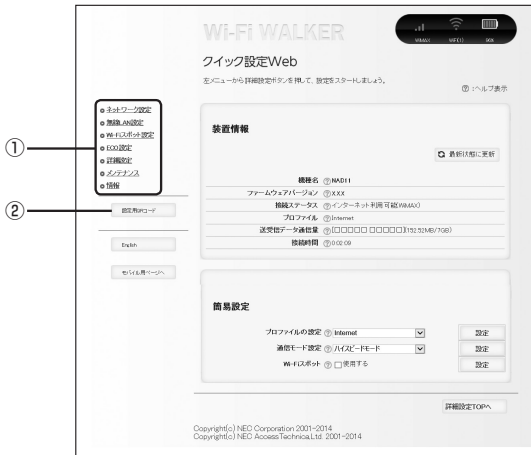 Wi-Fi WALKER
WiMAX WiFi(1) 90%
クイック設定Web
左メニューから詳細設定ボタンを押して、設定をスタートしましょう。
? :ヘルプ表示
①
ネットワーク設定
無線LAN設定
Wi-Fiスポット設定
ECO設定
詳細設定
メンテナンス
情報
②
設定用QRコード
English
モバイル用ページへ
装置情報
最新状態に更新
機種名 ? NAD11
ファームウェアバージョン ? X.X.X
接続ステータス ? インターネット利用可能(WiMAX)
プロファイル ? Internet
送受信データ通信量 ? [□□□□□ □□□□□](152.52MB/7GB)
接続時間 ? 0:02:09
簡易設定
プロファイルの設定 ? Internet 設定
通信モード設定 ? ハイスピードモード 設定
Wi-Fiスポット ? □使用する 設定
詳細設定TOPへ
Copyright(c) NEC Corporation 2001-2014
Copyright(c) NEC AccessTechnica,Ltd. 2001-2014